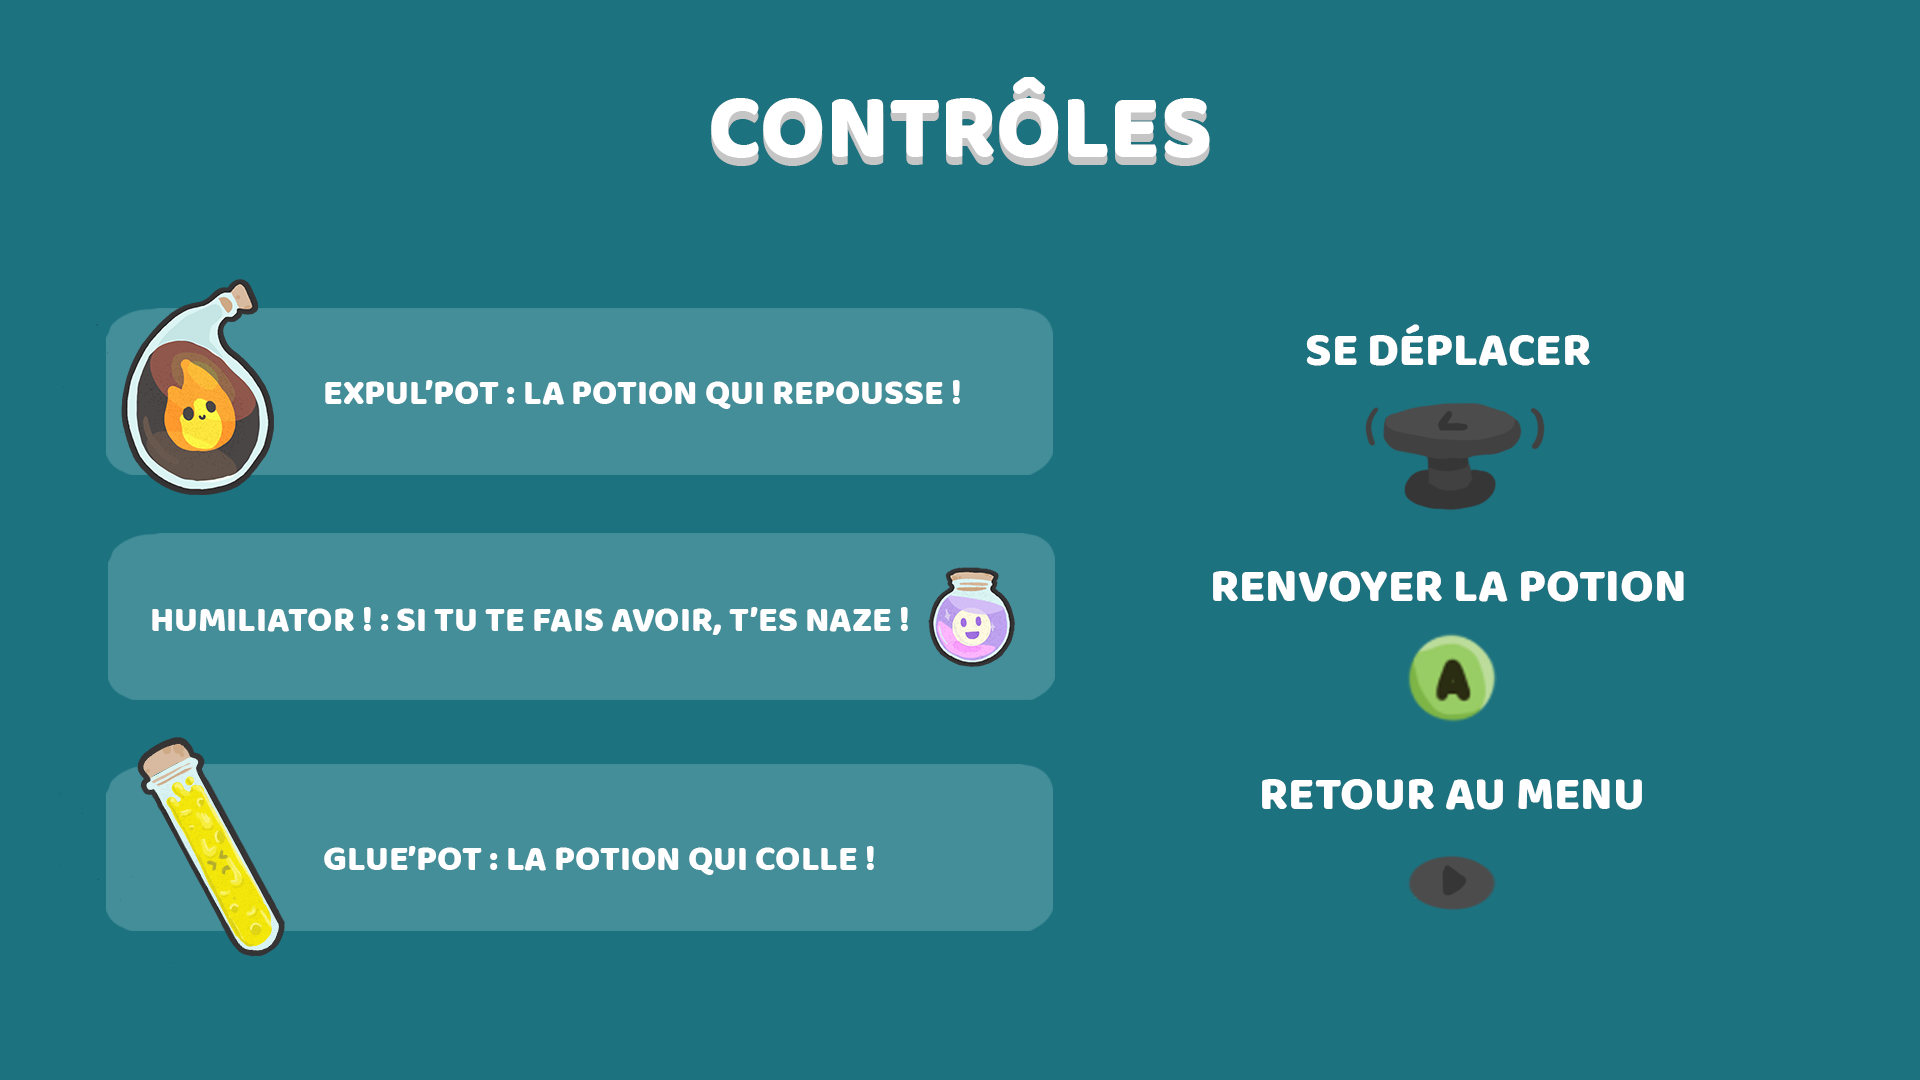 CONTRÔLES
EXPUL'POT : LA POTION QUI REPOUSSE !
HUMILIATOR ! : SI TU TE FAIS AVOIR, T'ES NAZE !
GLUE'POT : LA POTION QUI COLLE !
SE DÉPLACER
L
RENVOYER LA POTION
A
RETOUR AU MENU